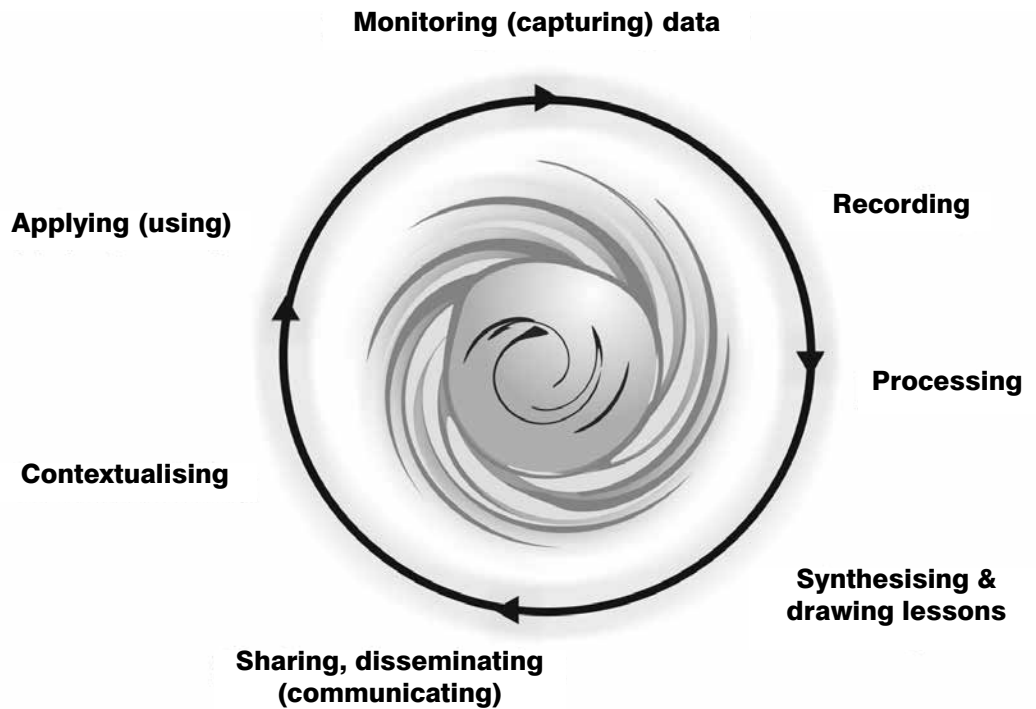 Monitoring (capturing) data
Recording
Processing
Synthesising &
drawing lessons
Sharing, disseminating
(communicating)
Contextualising
Applying (using)